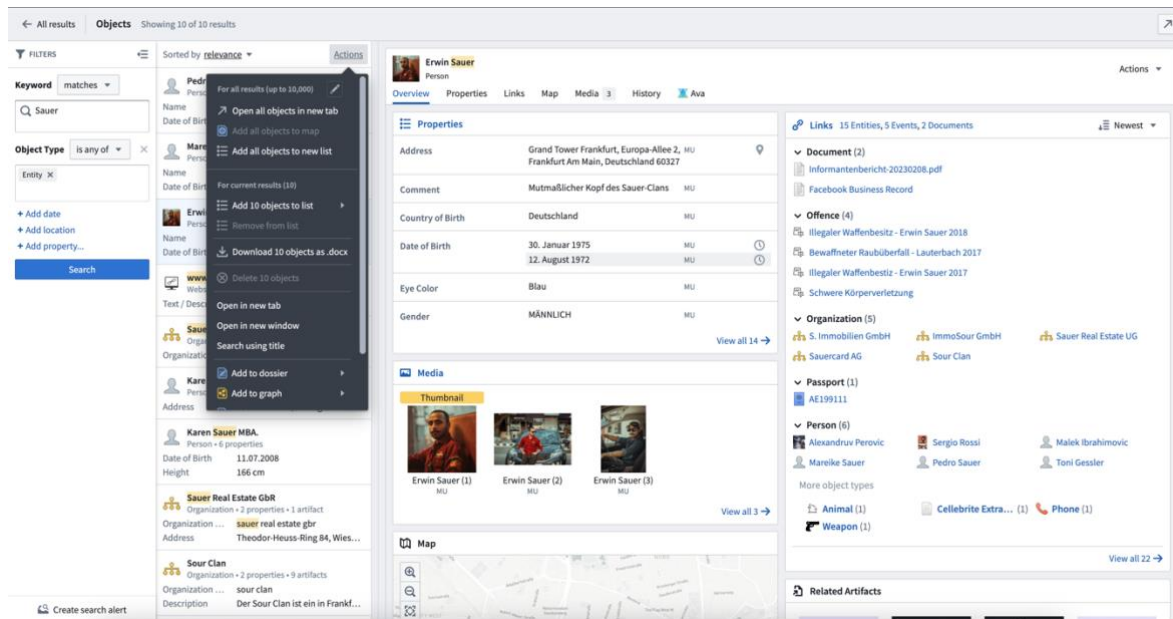 ← All results Objects Showing 10 of 10 results
FILTERS
Keyword matches
Sauer
Object Type is any of ×
Entity ×
+ Add date
+ Add location
+ Add property...
Search
Create search alert
Sorted by relevance
Actions
Name
Date of Birt
Name
Date of Birt
Name
Date of Birt
www
Text / Desc
Address
Karen Sauer MBA.
Person • 6 properties
Date of Birth 11.07.2008
Height 166 cm
Sauer Real Estate GbR
Organization • 2 properties • 1 artifact
Organization ... sauer real estate gbr
Address Theodor-Heuss-Ring 84, Wies...
Sour Clan
Organization • 2 properties • 9 artifacts
Organization ... sour clan
Description Der Sour Clan ist ein in Frankf...
For all results (up to 10,000)
Open all objects in new tab
Add all objects to map
Add all objects to new list
For current results (10)
Add 10 objects to list
Remove from list
Download 10 objects as .docx
Delete 10 objects
Open in new tab
Open in new window
Search using title
Add to dossier
Add to graph
Erwin Sauer
Person
Actions
Overview Properties Links Map Media 3 History Ava
Properties
Address Grand Tower Frankfurt, Europa-Allee 2, MU
Frankfurt Am Main, Deutschland 60327
Comment Mutmaßlicher Kopf des Sauer-Clans MU
Country of Birth Deutschland MU
Date of Birth 30. Januar 1975 MU
12. August 1972 MU
Eye Color Blau MU
Gender MÄNNLICH MU
View all 14 →
Media
Thumbnail
Erwin Sauer (1) Erwin Sauer (2) Erwin Sauer (3)
MU MU MU
View all 3 →
Map
Links 15 Entities, 5 Events, 2 Documents Newest
Document (2)
Informantenbericht-20230208.pdf
Facebook Business Record
Offence (4)
Illegaler Waffenbesitz - Erwin Sauer 2018
Bewaffneter Raubüberfall - Lauterbach 2017
Illegaler Waffenbestiz - Erwin Sauer 2017
Schwere Körperverletzung
Organization (5)
S. Immobilien GmbH ImmoSour GmbH Sauer Real Estate UG
Sauercard AG Sour Clan
Passport (1)
AE199111
Person (6)
Alexandruv Perovic Sergio Rossi Malek Ibrahimovic
Mareike Sauer Pedro Sauer Toni Gessler
More object types
Animal (1) Cellebrite Extra... (1) Phone (1)
Weapon (1)
View all 22 →
Related Artifacts